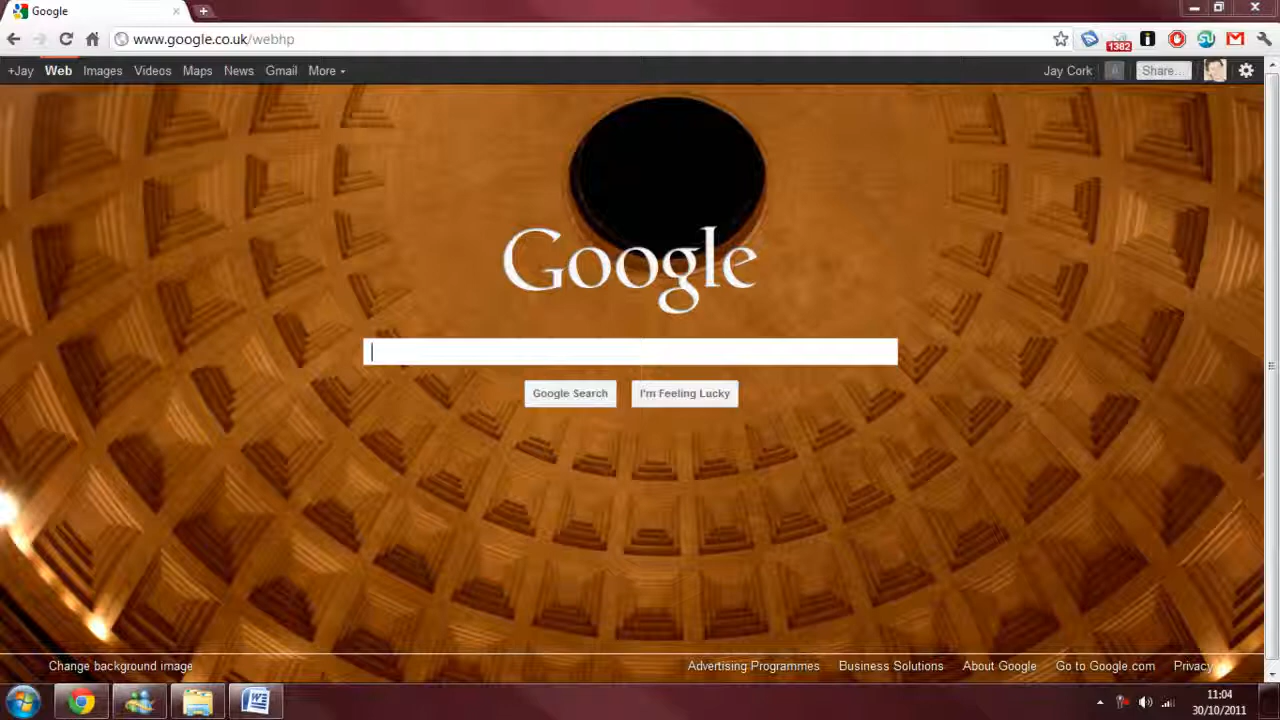 Google
www.google.co.uk/webhp
1382
+Jay Web Images Videos Maps News Gmail More Jay Cork Share...
Google
Google Search I'm Feeling Lucky
Change background image Advertising Programmes Business Solutions About Google Go to Google.com Privacy
11:04
30/10/2011